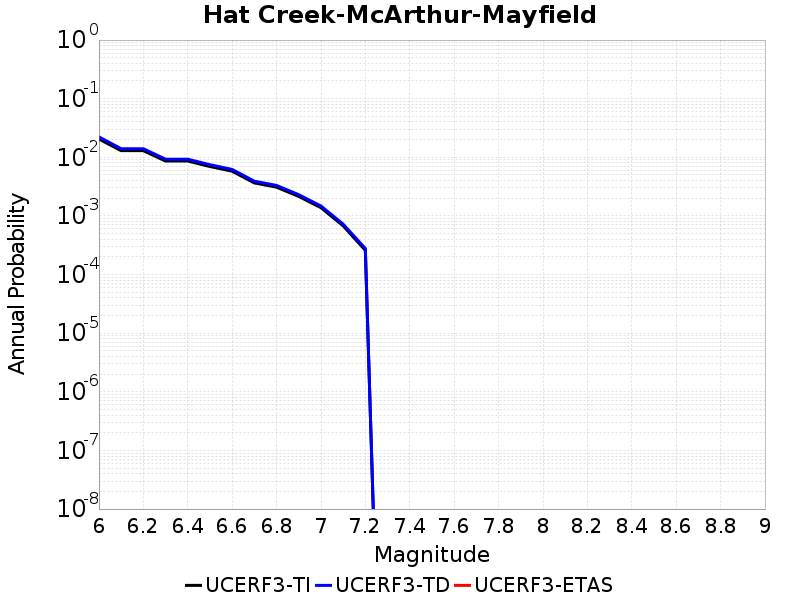 Hat Creek-McArthur-Mayfield
10^0
10^-1
10^-2
10^-3
10^-4
10^-5
10^-6
10^-7
10^-8
Annual Probability
6 6.2 6.4 6.6 6.8 7 7.2 7.4 7.6 7.8 8 8.2 8.4 8.6 8.8 9
Magnitude
UCERF3-TI UCERF3-TD UCERF3-ETAS